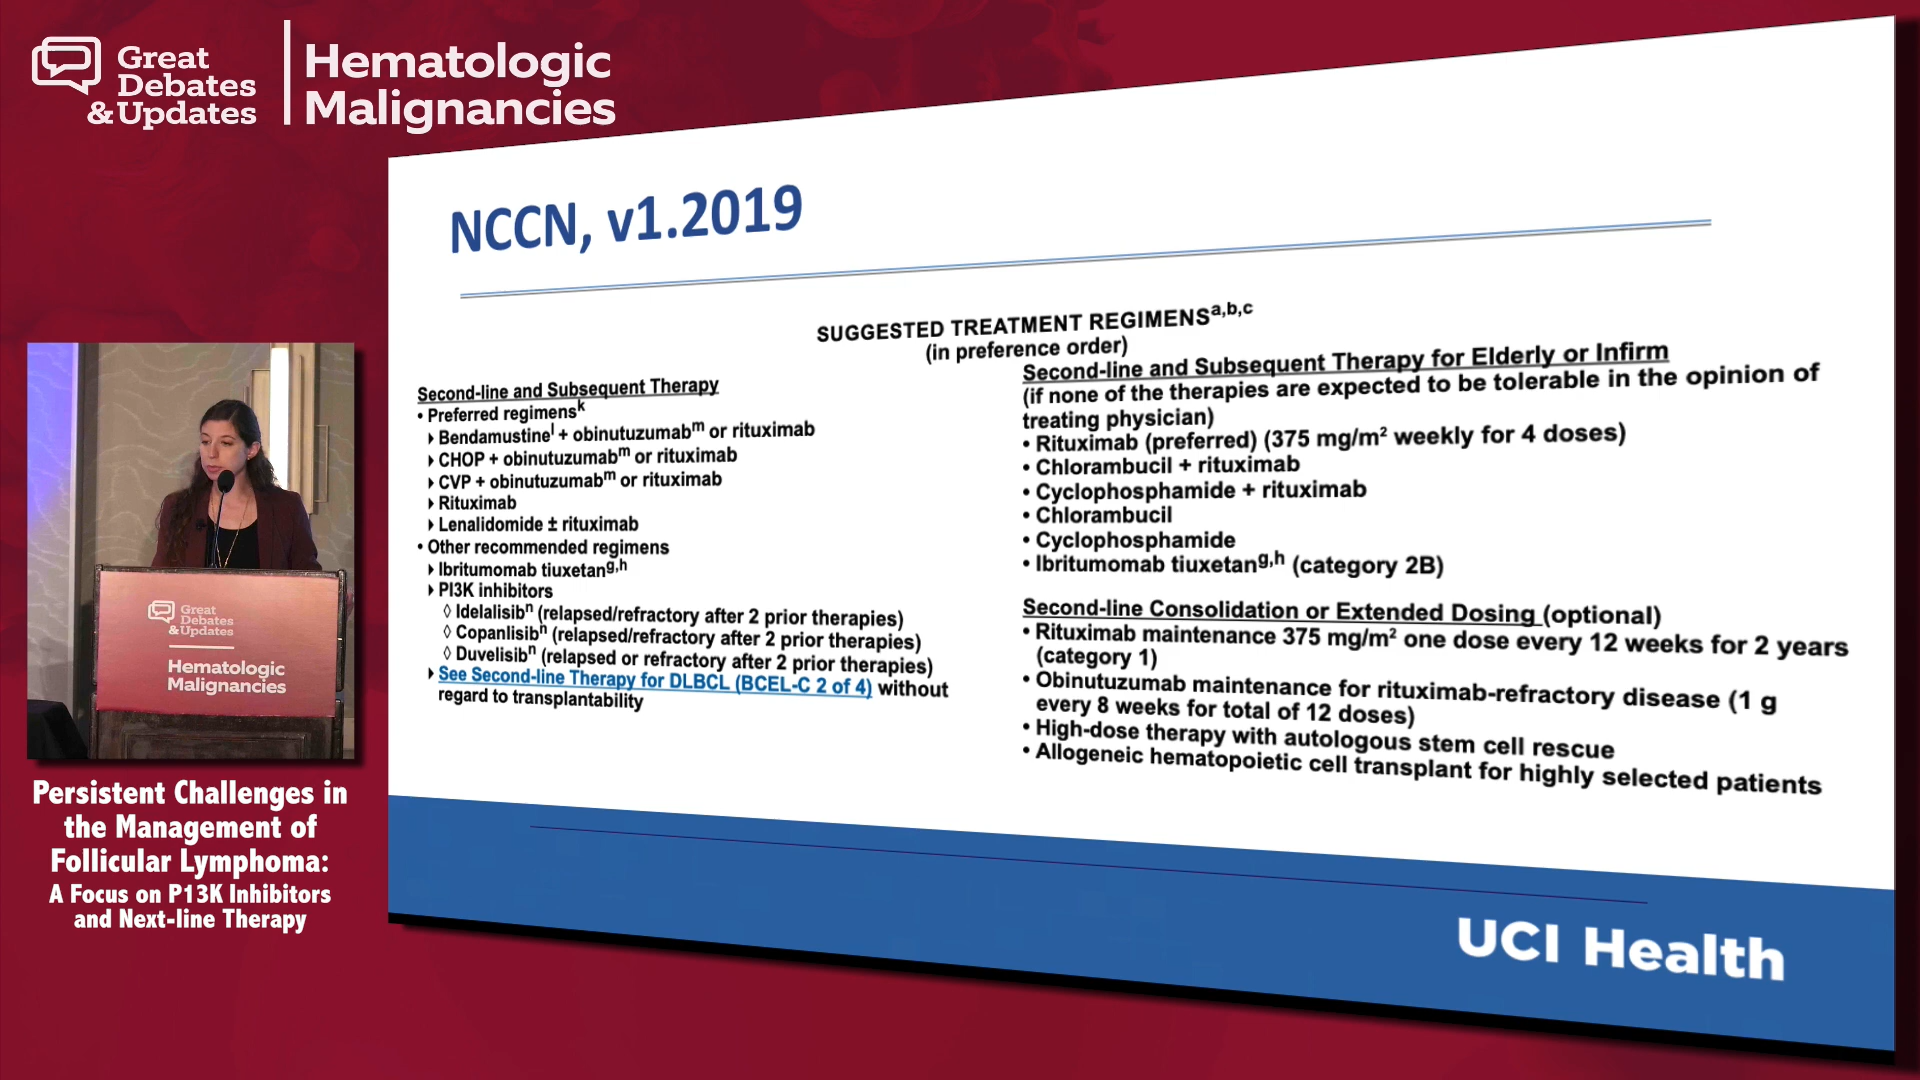 Great
Debates
&Updates
Hematologic
Malignancies
NCCN, v1.2019
SUGGESTED TREATMENT REGIMENSa,b,c
(in preference order)
Second-line and Subsequent Therapy
• Preferred regimensk
Bendamustinel + obinutuzumabm or rituximab
CHOP + obinutuzumabm or rituximab
CVP + obinutuzumabm or rituximab
Rituximab
Lenalidomide ± rituximab
• Other recommended regimens
Ibritumomab tiuxetang,h
PI3K inhibitors
◊ Idelalisibn (relapsed/refractory after 2 prior therapies)
◊ Copanlisibn (relapsed/refractory after 2 prior therapies)
◊ Duvelisibn (relapsed or refractory after 2 prior therapies)
See Second-line Therapy for DLBCL (BCEL-C 2 of 4) without
regard to transplantability
Second-line and Subsequent Therapy for Elderly or Infirm
(if none of the therapies are expected to be tolerable in the opinion of
treating physician)
• Rituximab (preferred) (375 mg/m² weekly for 4 doses)
• Chlorambucil + rituximab
• Cyclophosphamide + rituximab
• Chlorambucil
• Cyclophosphamide
• Ibritumomab tiuxetang,h (category 2B)
Second-line Consolidation or Extended Dosing (optional)
• Rituximab maintenance 375 mg/m² one dose every 12 weeks for 2 years
(category 1)
• Obinutuzumab maintenance for rituximab-refractory disease (1 g
every 8 weeks for total of 12 doses)
• High-dose therapy with autologous stem cell rescue
• Allogeneic hematopoietic cell transplant for highly selected patients
UCI Health
Great
Debates
&Updates
Hematologic
Malignancies
Persistent Challenges in
the Management of
Follicular Lymphoma:
A Focus on P13K Inhibitors
and Next-line Therapy